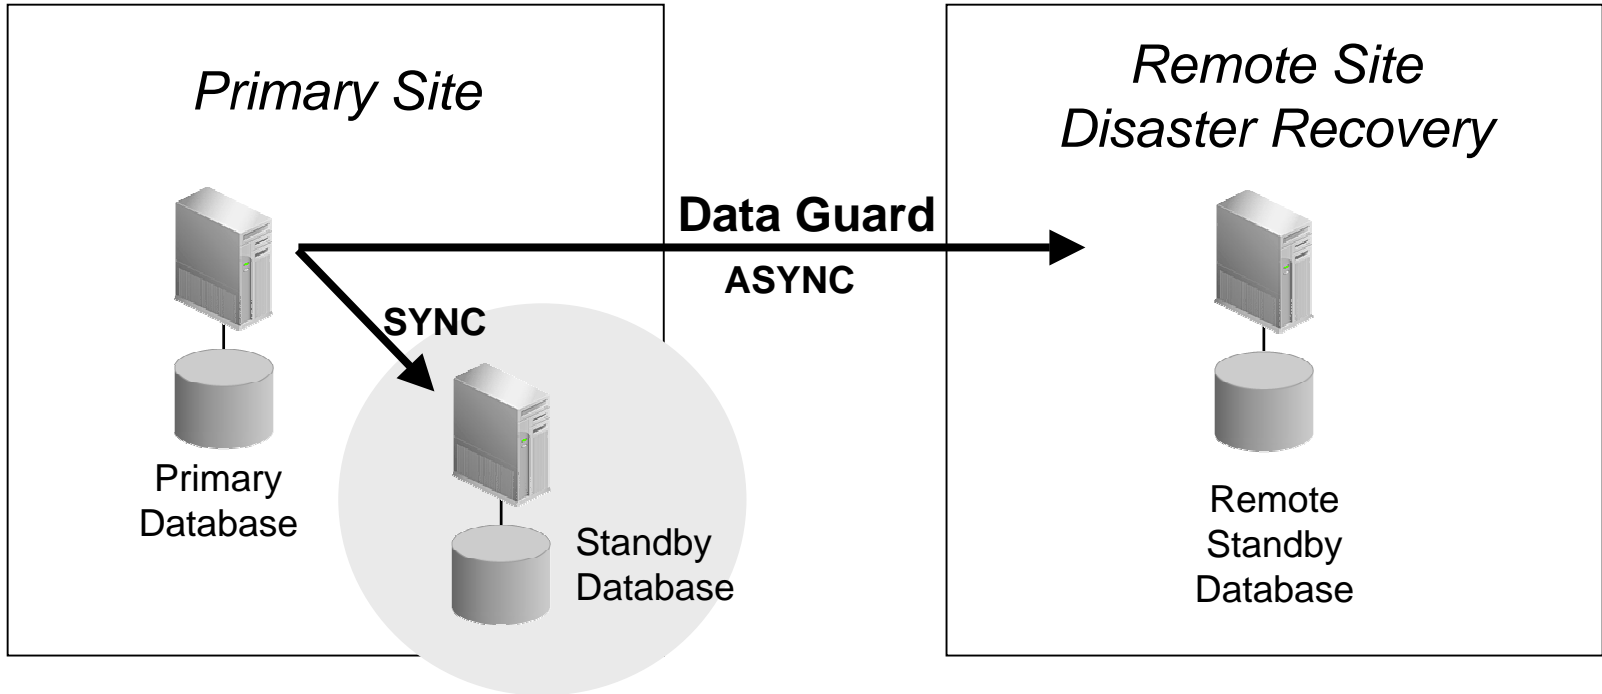 Primary Site
Remote Site
Disaster Recovery
Data Guard
ASYNC
SYNC
Primary
Database
Standby
Database
Remote
Standby
Database